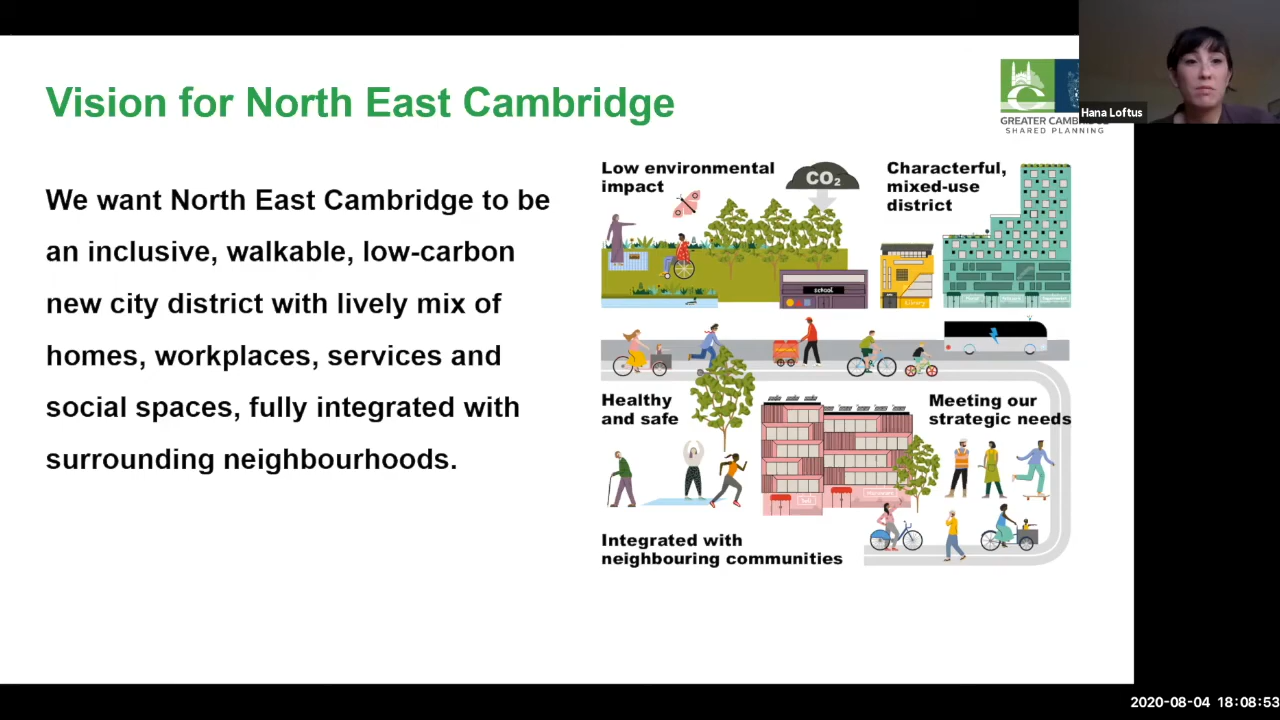 Vision for North East Cambridge
We want North East Cambridge to be
an inclusive, walkable, low-carbon
new city district with lively mix of
homes, workplaces, services and
social spaces, fully integrated with
surrounding neighbourhoods.
GREATER CAMB
SHARED PLANNING
Hana Loftus
Low environmental
impact
CO2
Characterful,
mixed-use
district
school
library
Healthy
and safe
Meeting our
strategic needs
Integrated with
neighbouring communities
2020-08-04 18:08:53